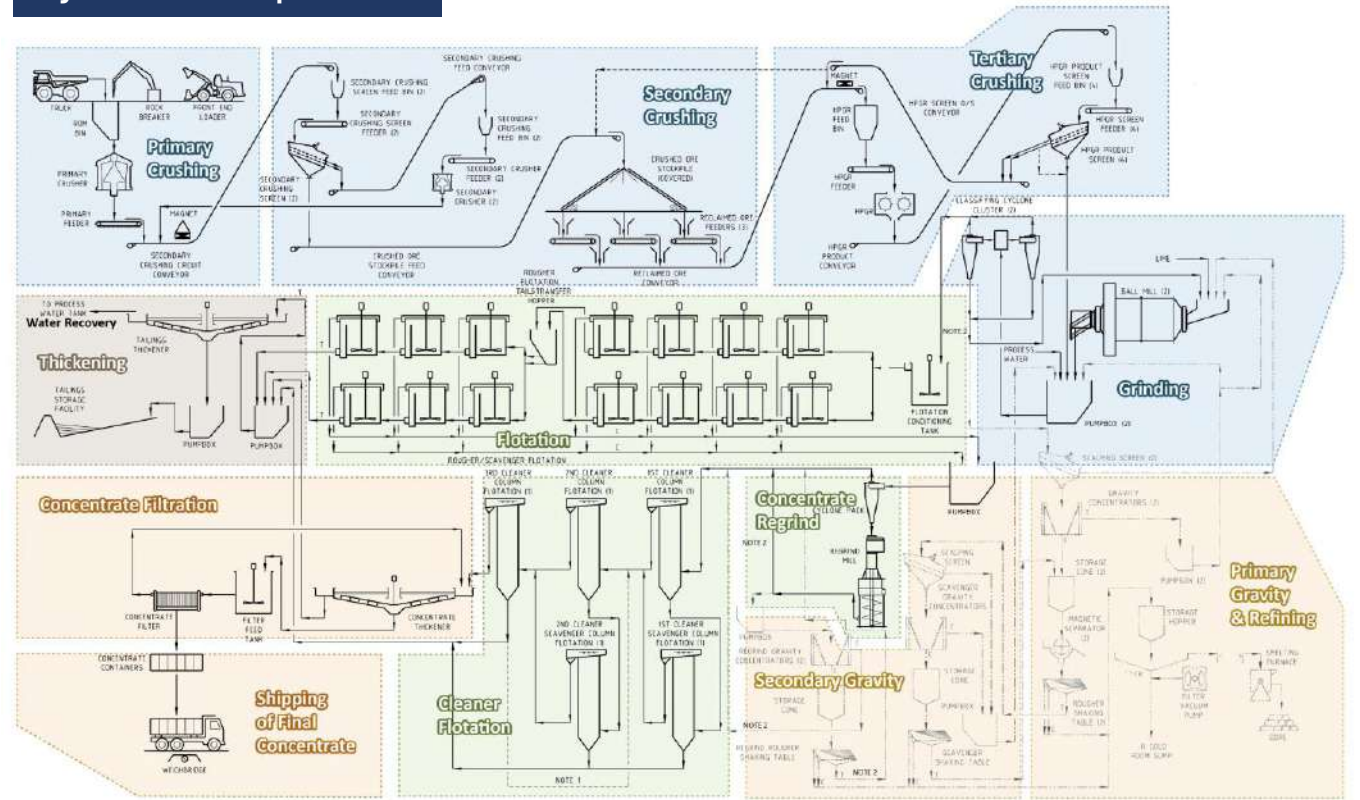 TRUCK
ROCK
BREAKER
FRONT END
LOADER
ROM
BIN
Primary
Crushing
PRIMARY
CRUSHER
PRIMARY
FEEDER
MAGNET
SECONDARY
CRUSHING CIRCUIT
CONVEYOR
SECONDARY CRUSHING
SCREEN FEED BIN (2)
SECONDARY CRUSHING
FEED CONVEYOR
SECONDARY
CRUSHING SCREEN
FEEDER (2)
SECONDARY
CRUSHING
FEED BIN (2)
SECONDARY CRUSHER
FEEDER (2)
SECONDARY
CRUSHING
SCREEN (2)
SECONDARY
CRUSHER (2)
Secondary
Crushing
CRUSHED ORE
STOCKPILE
(COVERED)
RECLAIMED ORE
FEEDERS (3)
CRUSHED ORE
STOCKPILE FEED
CONVEYOR
RECLAIMED ORE
CONVEYOR
MAGNET
HPGR
FEED
BIN
HPGR
FEEDER
HPGR
HPGR
PRODUCT
CONVEYOR
HPGR SCREEN O/S
CONVEYOR
Tertiary
Crushing
HPGR PRODUCT
SCREEN
FEED BIN (4)
HPGR SCREEN
FEEDER (4)
HPGR PRODUCT
SCREEN (4)
CLASSIFYING CYCLONE
CLUSTER (2)
LIME
BALL MILL (2)
NOTE 2
PROCESS
WATER
Grinding
PUMPBOX (2)
TO PROCESS
WATER TANK
Water Recovery
TAILINGS
THICKENER
Thickening
TAILINGS
STORAGE
FACILITY
PUMPBOX
PUMPBOX
ROUGHER
FLOTATION
TAILS TRANSFER
HOPPER
Flotation
ROUGHER/SCAVENGER FLOTATION
FLOTATION
CONDITIONING
TANK
Concentrate Filtration
CONCENTRATE
FILTER
FILTER
FEED
TANK
CONCENTRATE
THICKENER
CONCENTRATE
CONTAINERS
Shipping
of Final
Concentrate
WEIGHBRIDGE
3RD CLEANER
COLUMN
FLOTATION (1)
2ND CLEANER
COLUMN
FLOTATION (1)
1ST CLEANER
COLUMN
FLOTATION (1)
2ND CLEANER
SCAVENGER COLUMN
FLOTATION (1)
1ST CLEANER
SCAVENGER COLUMN
FLOTATION (1)
Cleaner
Flotation
NOTE 1
Concentrate
Regrind
CYCLONE PACK
NOTE 2
REGRIND
MILL
PUMPBOX
SCALPING
SCREEN
SCAVENGER
GRAVITY
CONCENTRATORS
PUMPBOX
REGRIND GRAVITY
CONCENTRATORS (2)
Secondary Gravity
STORAGE
CONE
STORAGE
CONE
PUMPBOX
NOTE 2
REGRIND ROUGHER
SHAKING TABLE
NOTE 2
SCAVENGER
SHAKING TABLE
SCALPING SCREEN (2)
GRAVITY
CONCENTRATORS (2)
STORAGE
CONE (2)
PUMPBOX (2)
MAGNETIC
SEPARATOR
STORAGE
HOPPER
Primary
Gravity
& Refining
ROUGHER
SHAKING
TABLE (2)
FILTER
VACUUM
PUMP
SMELTING
FURNACE
GOLD
ROOM SUMP